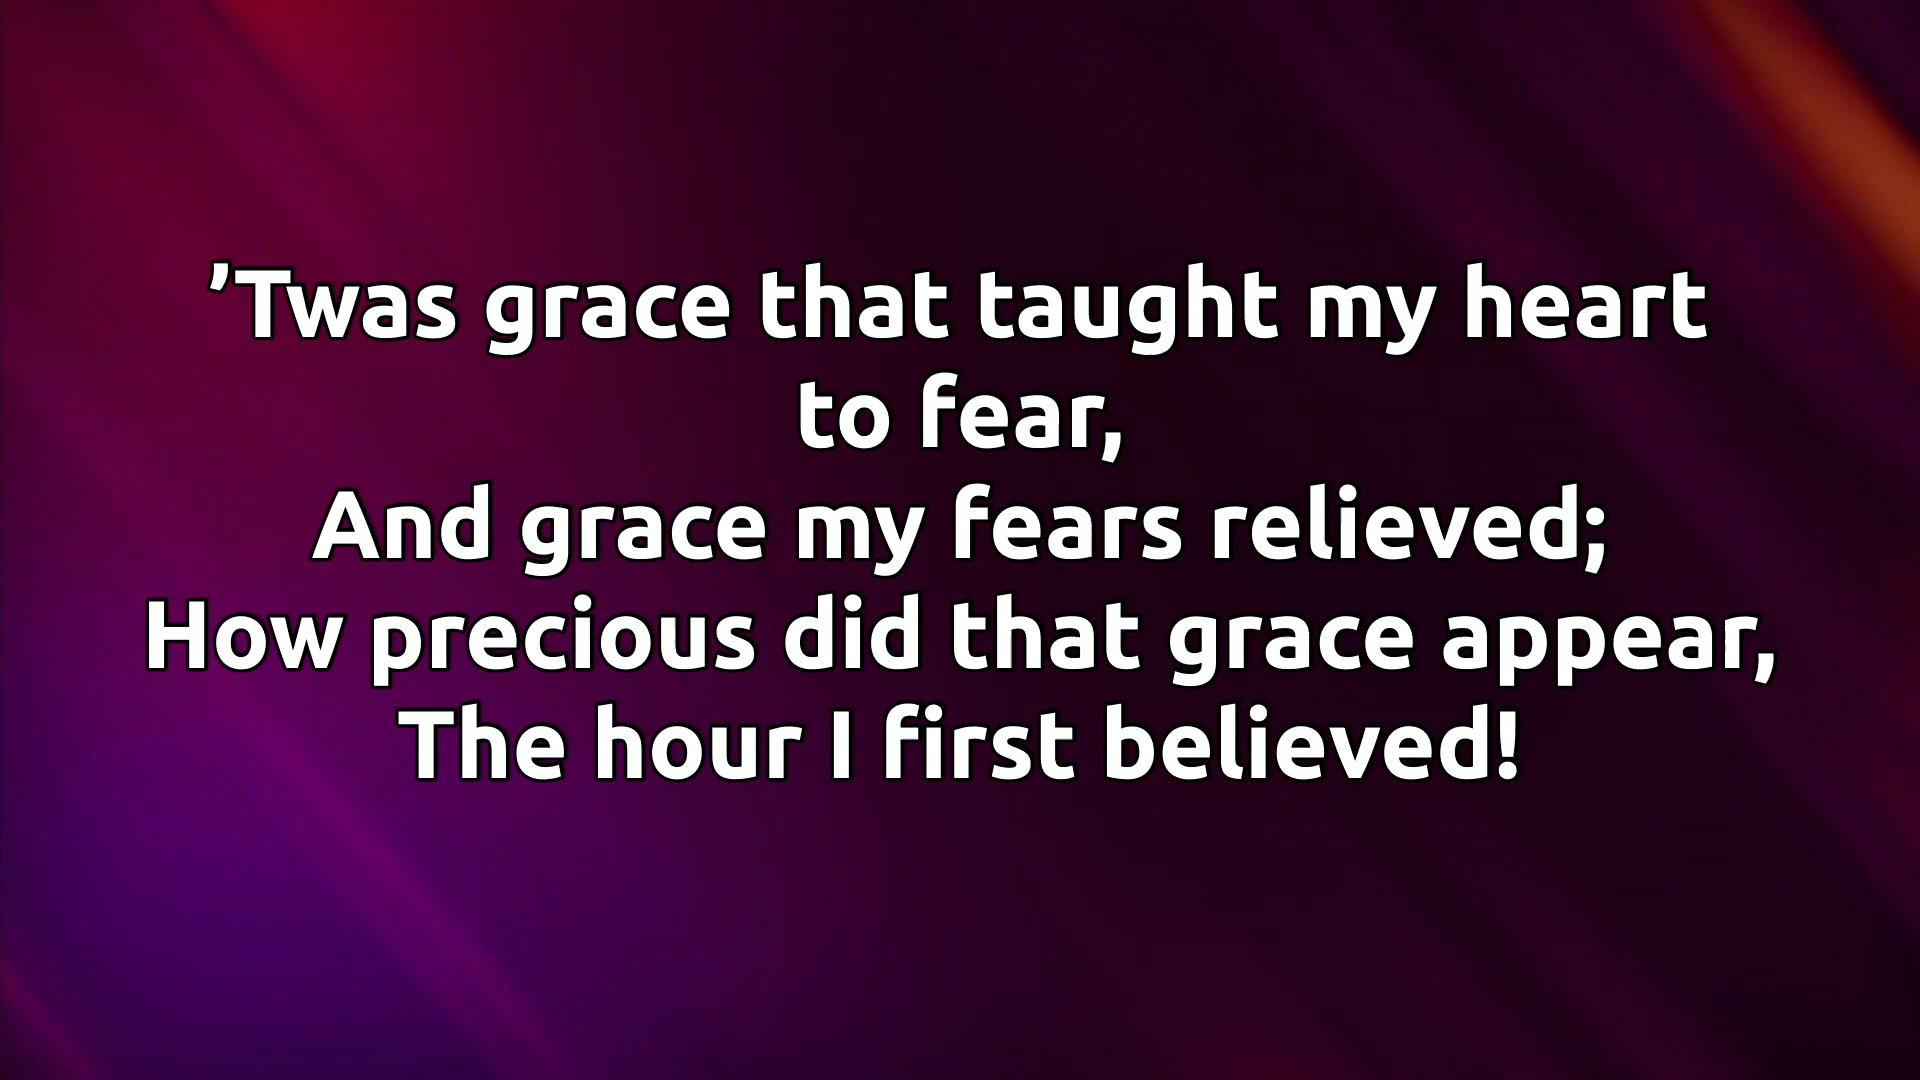 ’Twas grace that taught my heart
to fear,
And grace my fears relieved;
How precious did that grace appear,
The hour I first believed!